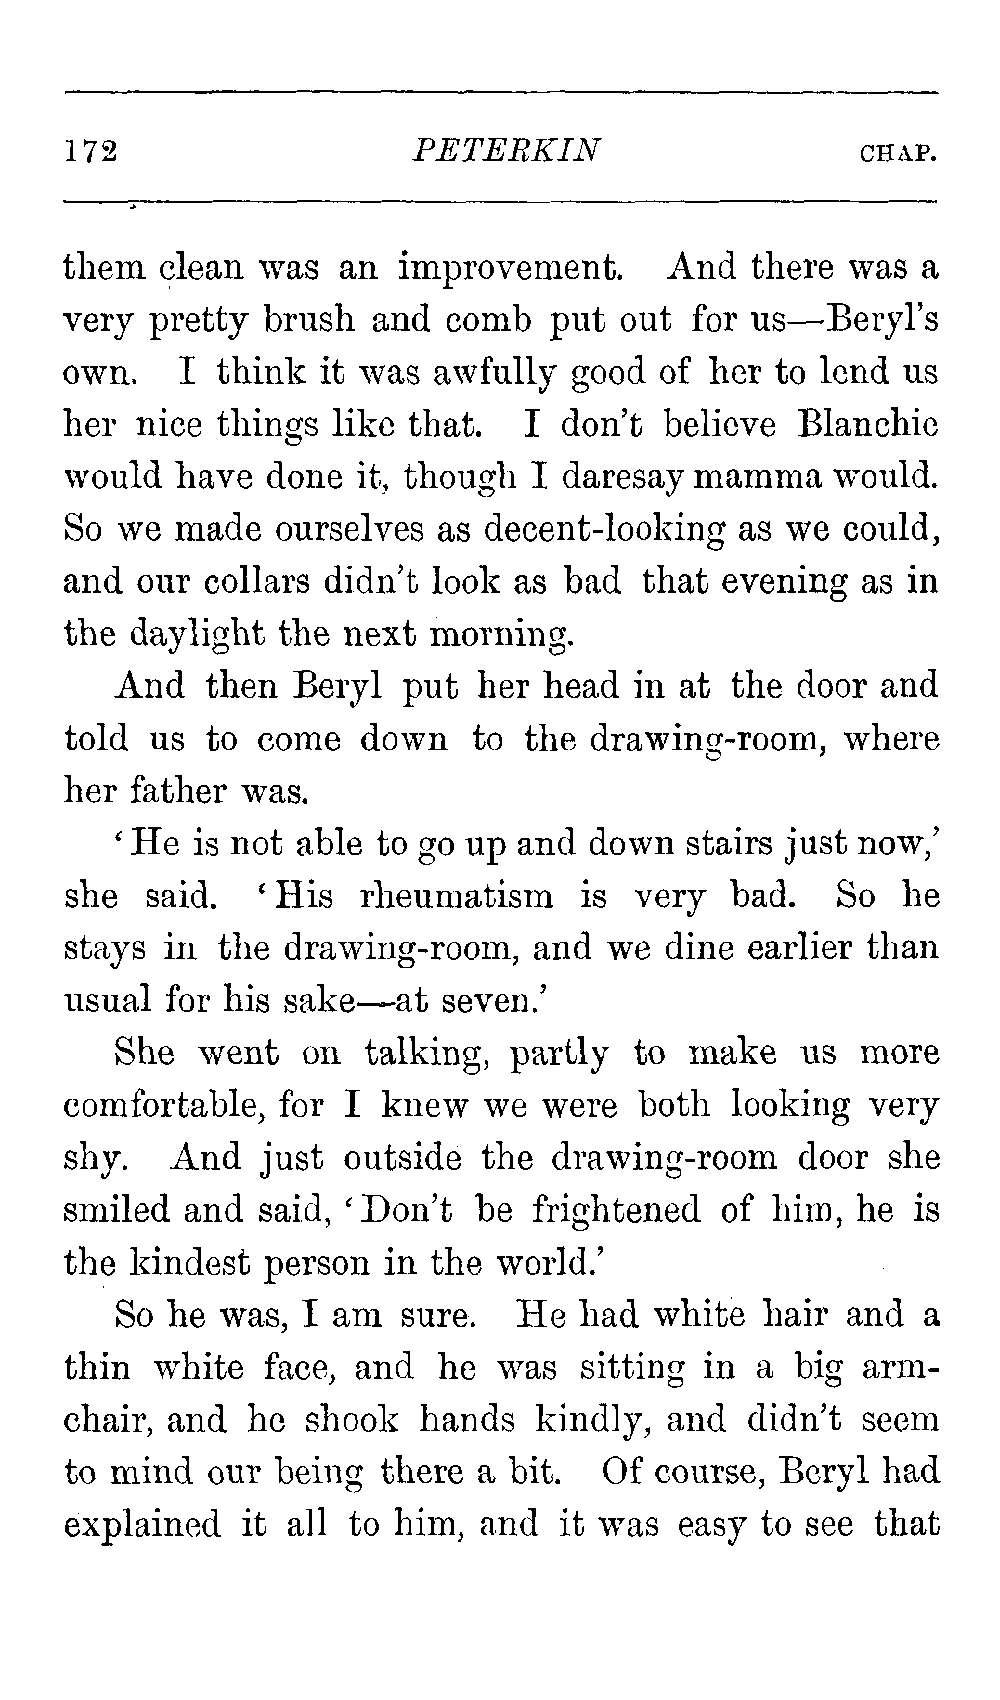 172 PETERKIN CHAP.
them clean was an improvement. And there was a
very pretty brush and comb put out for us—Beryl's
own. I think it was awfully good of her to lend us
her nice things like that. I don't believe Blanchie
would have done it, though I daresay mamma would.
So we made ourselves as decent-looking as we could,
and our collars didn't look as bad that evening as in
the daylight the next morning.
And then Beryl put her head in at the door and
told us to come down to the drawing-room, where
her father was.
‘He is not able to go up and down stairs just now,’
she said. ‘His rheumatism is very bad. So he
stays in the drawing-room, and we dine earlier than
usual for his sake—at seven.’
She went on talking, partly to make us more
comfortable, for I knew we were both looking very
shy. And just outside the drawing-room door she
smiled and said, ‘Don't be frightened of him, he is
the kindest person in the world.’
So he was, I am sure. He had white hair and a
thin white face, and he was sitting in a big arm-
chair, and he shook hands kindly, and didn't seem
to mind our being there a bit. Of course, Beryl had
explained it all to him, and it was easy to see that